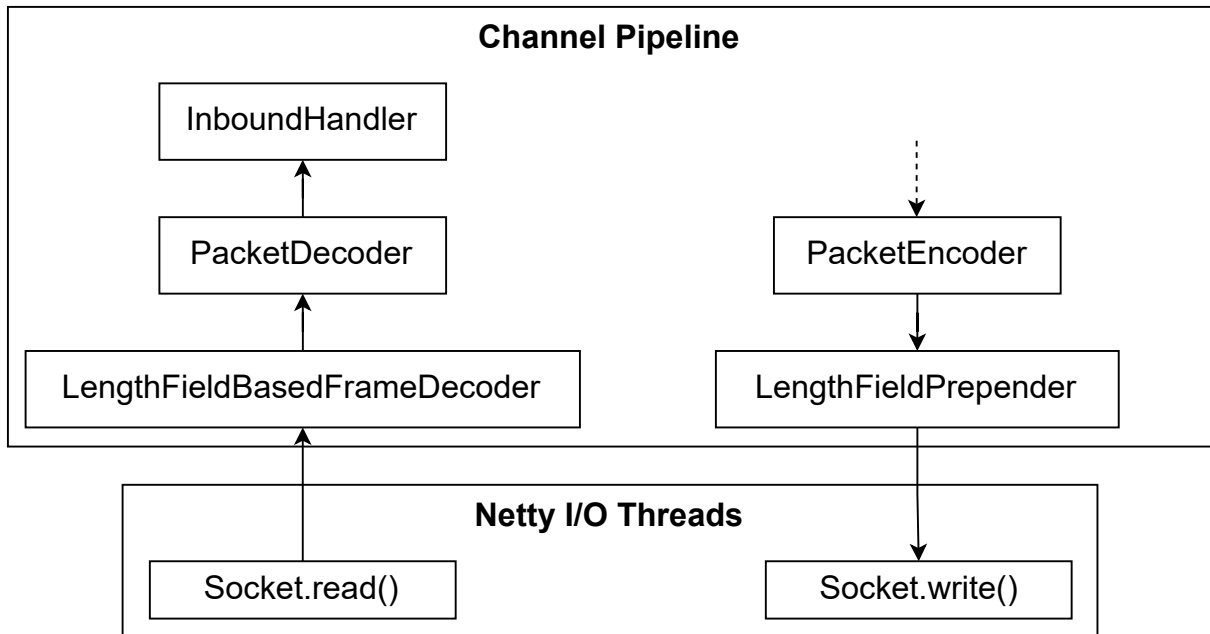 Channel Pipeline
InboundHandler
PacketDecoder
PacketEncoder
LengthFieldBasedFrameDecoder
LengthFieldPrepender
Netty I/O Threads
Socket.read()
Socket.write()